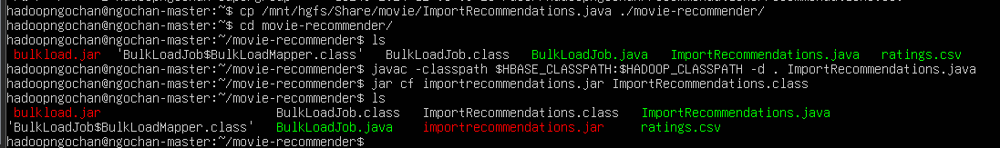 hadoopngochan@ngochan-master:~$ cp /mnt/hgfs/Share/movie/ImportRecommendations.java ./movie-recommender/
hadoopngochan@ngochan-master:~$ cd movie-recommender/
hadoopngochan@ngochan-master:~/movie-recommender$ ls
bulkload.jar 'BulkLoadJob$BulkLoadMapper.class' BulkLoadJob.class BulkLoadJob.java ImportRecommendations.java ratings.csv
hadoopngochan@ngochan-master:~/movie-recommender$ javac -classpath $HBASE_CLASSPATH:$HADOOP_CLASSPATH -d . ImportRecommendations.java
hadoopngochan@ngochan-master:~/movie-recommender$ jar cf importrecommendations.jar ImportRecommendations.class
hadoopngochan@ngochan-master:~/movie-recommender$ ls
bulkload.jar BulkLoadJob.class ImportRecommendations.class ImportRecommendations.java
'BulkLoadJob$BulkLoadMapper.class' BulkLoadJob.java importrecommendations.jar ratings.csv
hadoopngochan@ngochan-master:~/movie-recommender$